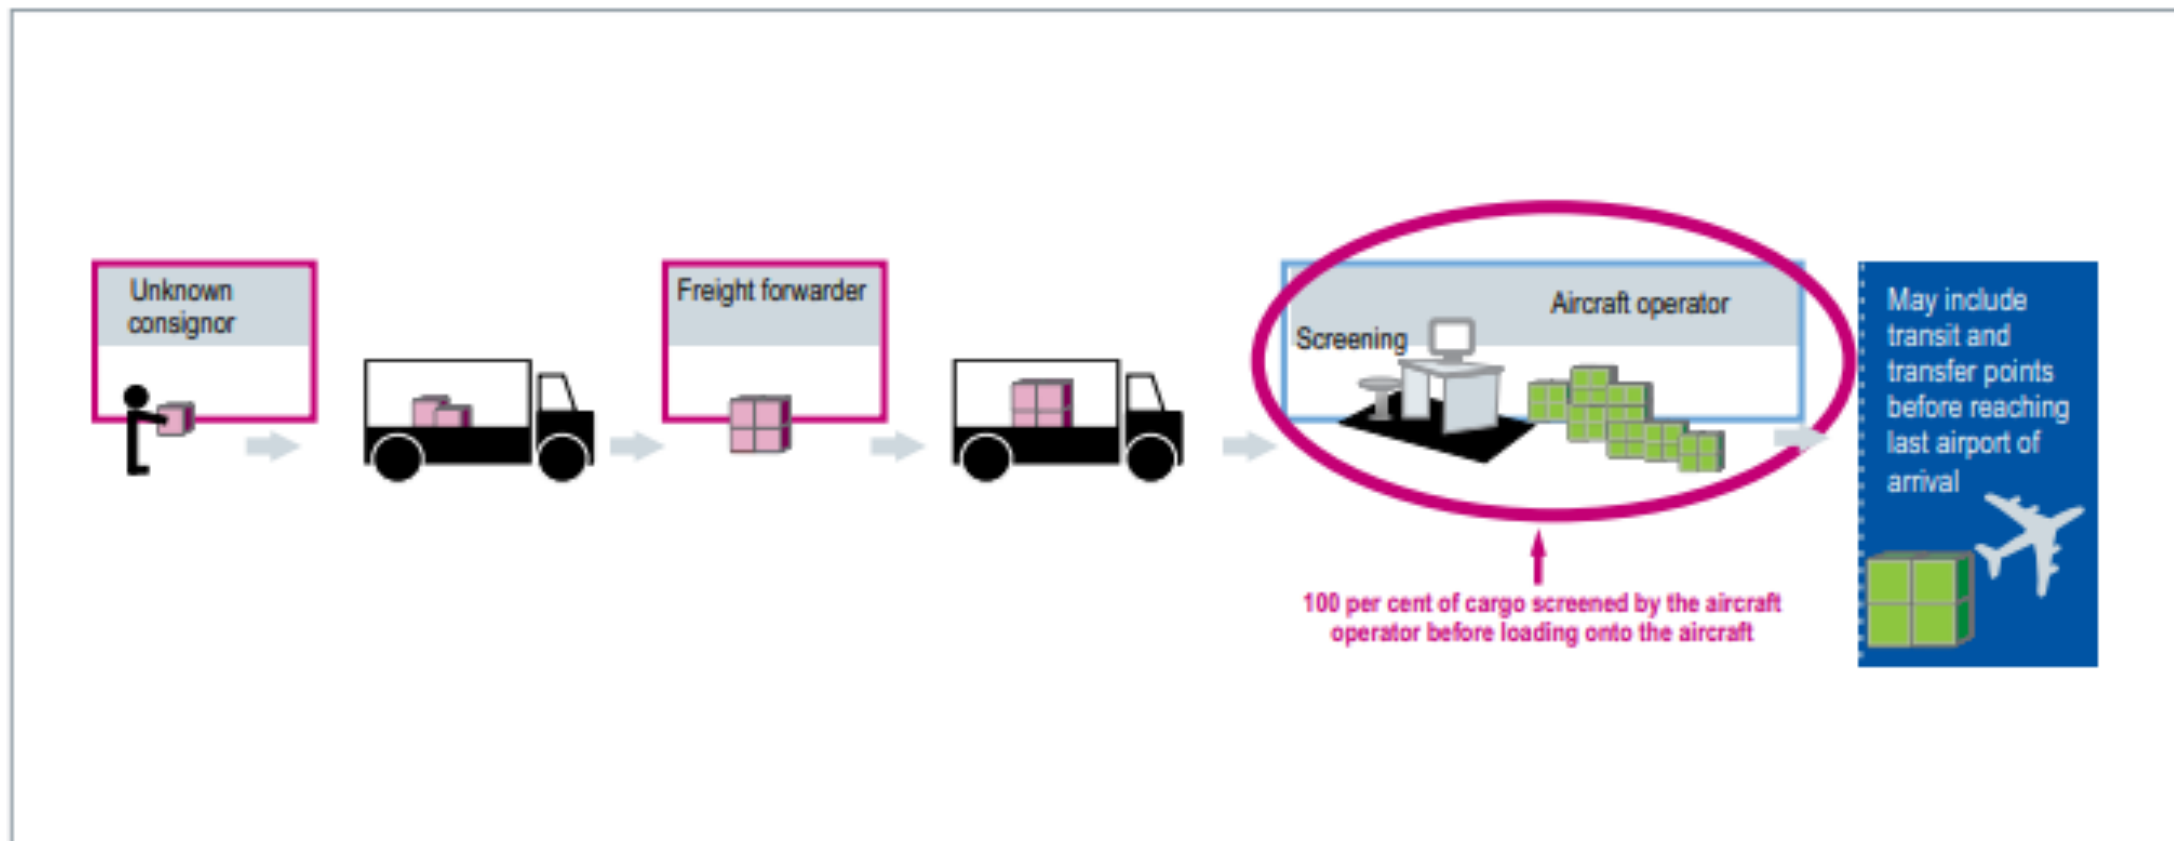 Unknown
consignor
Freight forwarder
Screening
Aircraft operator
100 per cent of cargo screened by the aircraft
operator before loading onto the aircraft
May include
transit and
transfer points
before reaching
last airport of
arrival